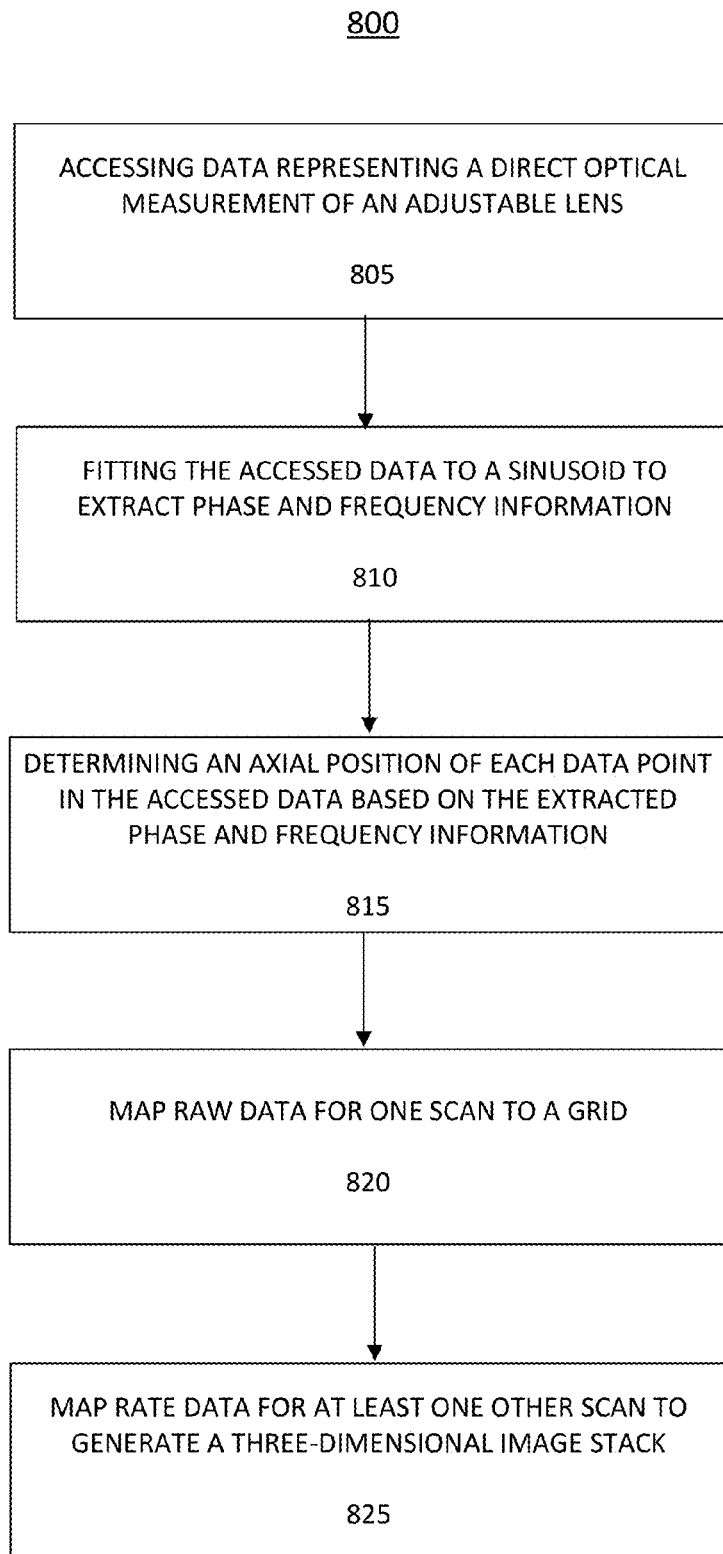 800
ACCESSING DATA REPRESENTING A DIRECT OPTICAL
MEASUREMENT OF AN ADJUSTABLE LENS
805
FITTING THE ACCESSED DATA TO A SINUSOID TO
EXTRACT PHASE AND FREQUENCY INFORMATION
810
DETERMINING AN AXIAL POSITION OF EACH DATA POINT
IN THE ACCESSED DATA BASED ON THE EXTRACTED
PHASE AND FREQUENCY INFORMATION
815
MAP RAW DATA FOR ONE SCAN TO A GRID
820
MAP RATE DATA FOR AT LEAST ONE OTHER SCAN TO
GENERATE A THREE-DIMENSIONAL IMAGE STACK
825